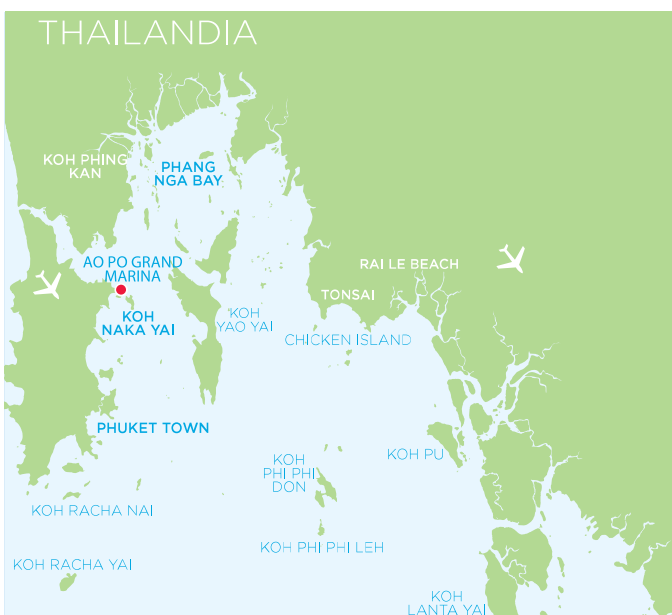 THAILANDIA
KOH PHING
KAN
PHANG
NGA BAY
AO PO GRAND
MARINA
RAI LE BEACH
TONSAI
KOH
NAKA YAI
'KOH
YAO YAI
CHICKEN ISLAND
PHUKET TOWN
KOH
PHI PHI
DON
KOH PU
KOH RACHA NAI
KOH PHI PHI LEH
KOH RACHA YAI
KOH
LANTA YAI